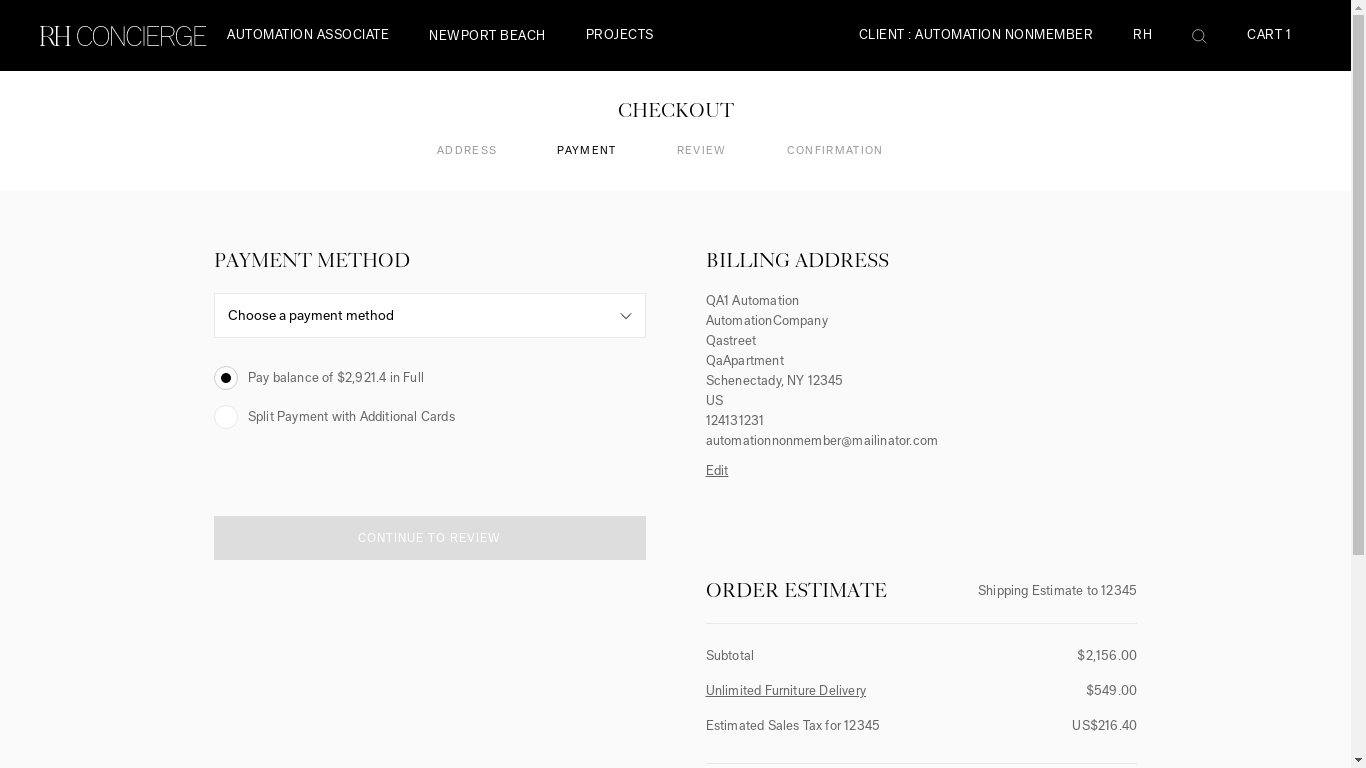 RH CONCIERGE AUTOMATION ASSOCIATE NEWPORT BEACH PROJECTS CLIENT : AUTOMATION NONMEMBER RH CART 1
CHECKOUT
ADDRESS PAYMENT REVIEW CONFIRMATION
PAYMENT METHOD
Choose a payment method
Pay balance of $2,921.4 in Full
Split Payment with Additional Cards
CONTINUE TO REVIEW
BILLING ADDRESS
QA1 Automation
AutomationCompany
Qastreet
QaApartment
Schenectady, NY 12345
US
124131231
automationnonmember@mailinator.com
Edit
ORDER ESTIMATE Shipping Estimate to 12345
Subtotal $2,156.00
Unlimited Furniture Delivery $549.00
Estimated Sales Tax for 12345 US$216.40